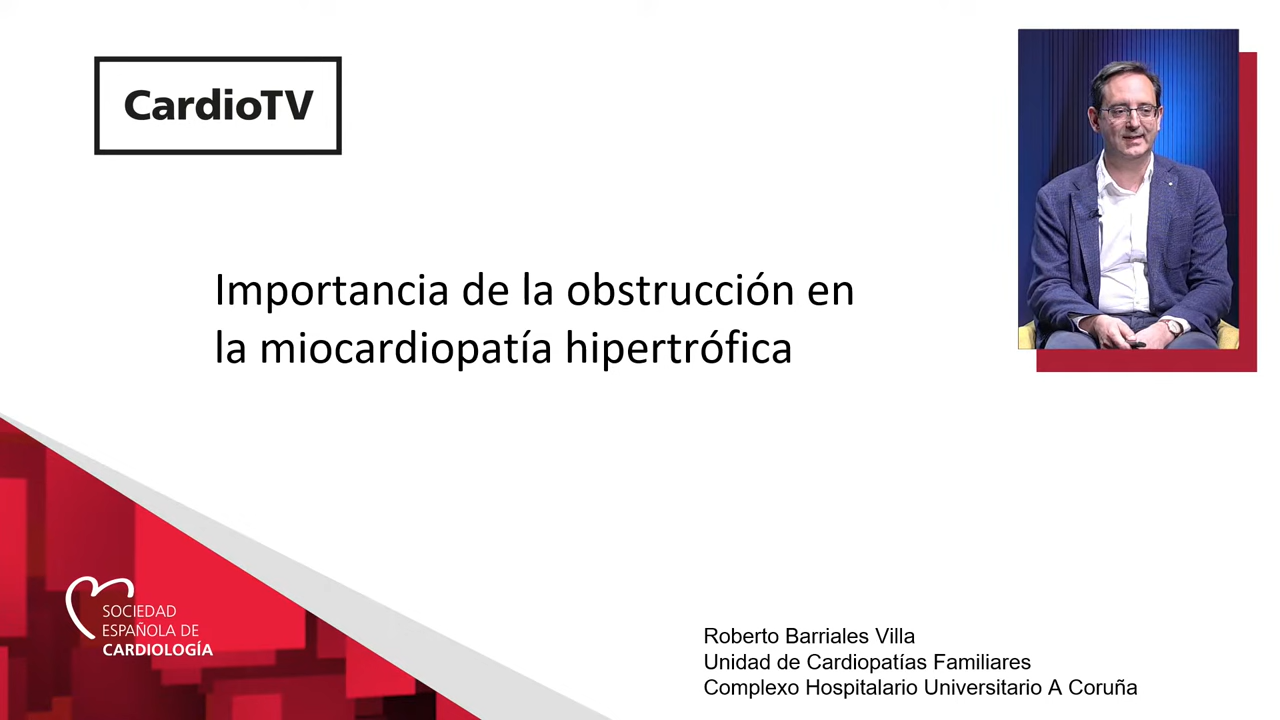 CardioTV
Importancia de la obstrucción en
la miocardiopatía hipertrófica
SOCIEDAD
ESPAÑOLA DE
CARDIOLOGÍA
Roberto Barriales Villa
Unidad de Cardiopatías Familiares
Complexo Hospitalario Universitario A Coruña